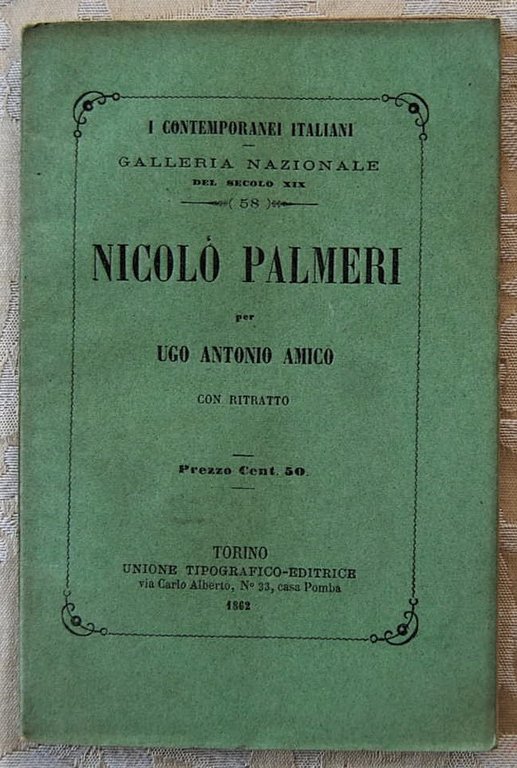 I CONTEMPORANEI ITALIANI
GALLERIA NAZIONALE
DEL SECOLO XIX
( 58 )
NICOLÒ PALMERI
per
UGO ANTONIO AMICO
CON RITRATTO
Prezzo Cent. 50.
TORINO
UNIONE TIPOGRAFICO-EDITRICE
via Carlo Alberto, Nº 33, casa Pomba
1862